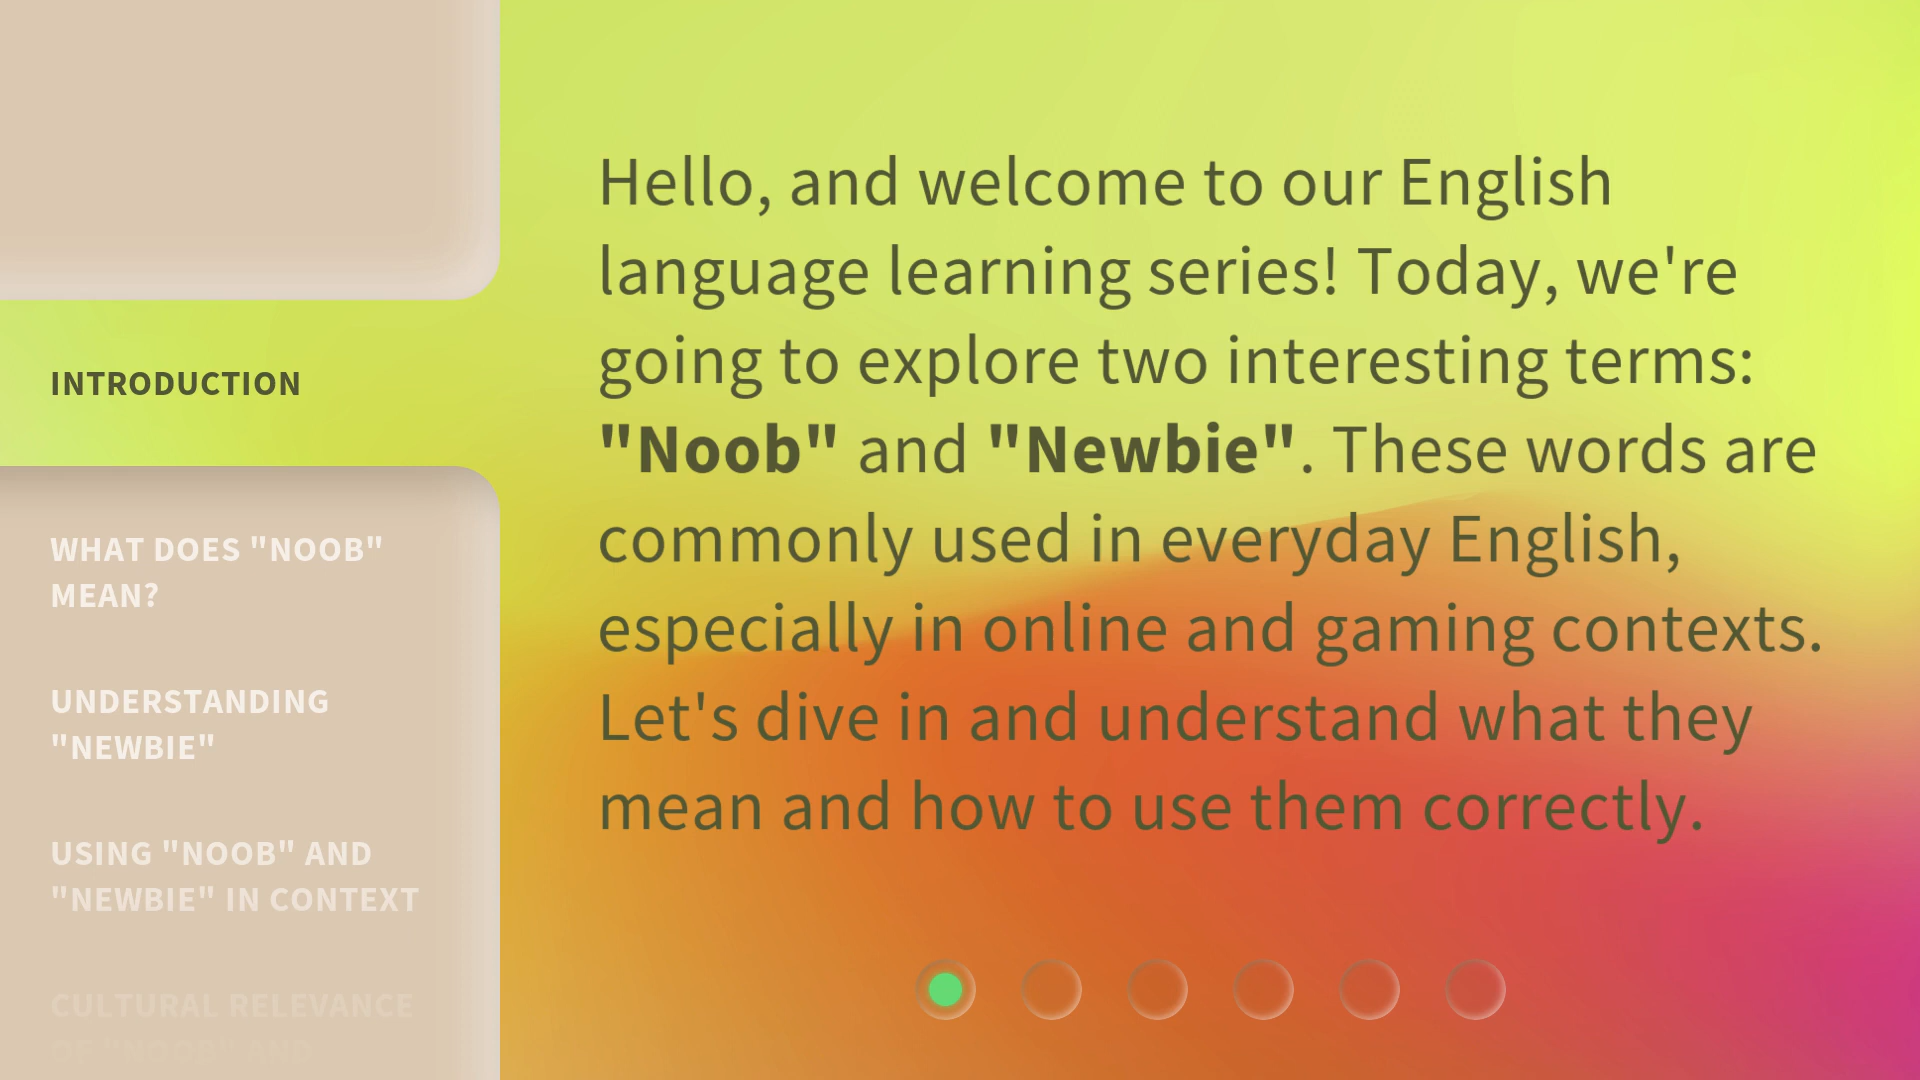 INTRODUCTION
WHAT DOES "NOOB"
MEAN?
UNDERSTANDING
"NEWBIE"
USING "NOOB" AND
"NEWBIE" IN CONTEXT
CULTURAL RELEVANCE
OF "NOOB" AND
Hello, and welcome to our English
language learning series! Today, we're
going to explore two interesting terms:
"Noob" and "Newbie". These words are
commonly used in everyday English,
especially in online and gaming contexts.
Let's dive in and understand what they
mean and how to use them correctly.